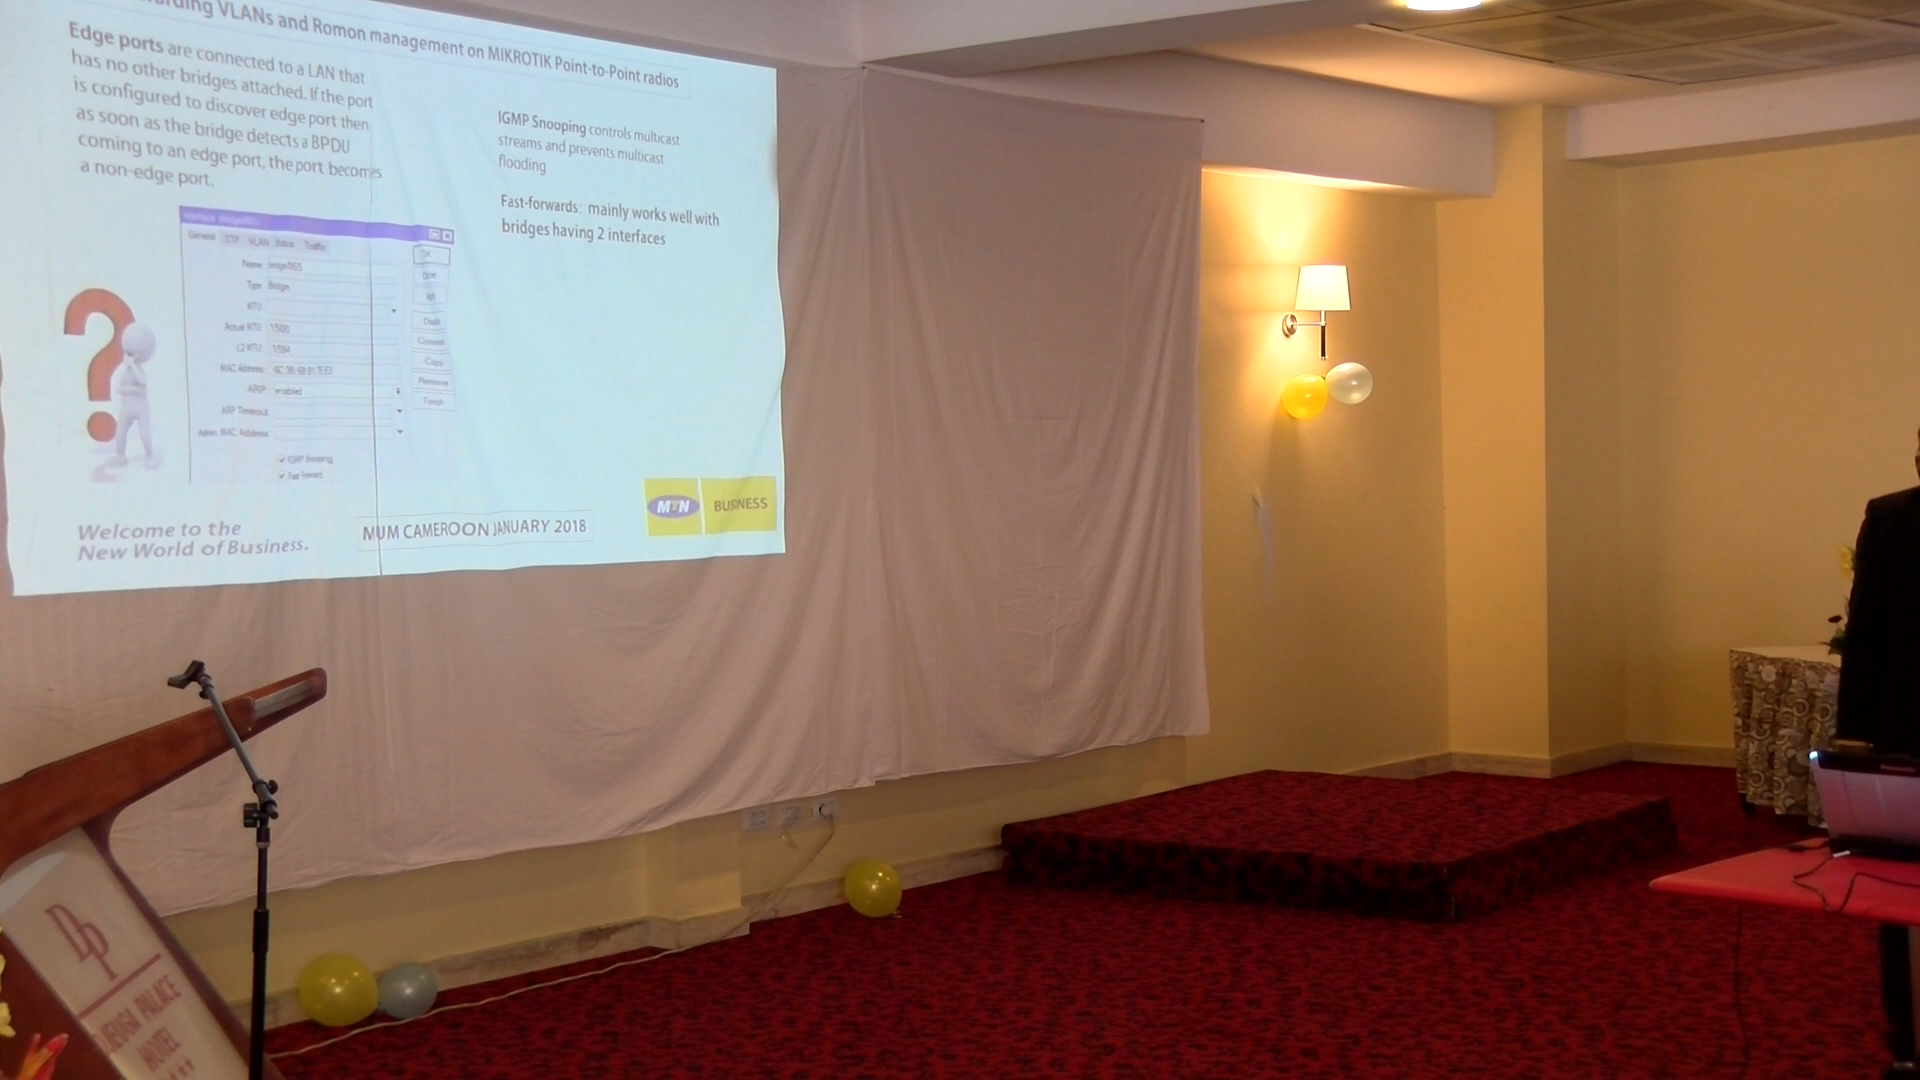 VLANs and Romon management on MIKROTIK Point-to-Point radios
Edge ports are connected to a LAN that
has no other bridges attached. If the port
is configured to discover edge port then
as soon as the bridge detects a BPDU
coming to an edge port, the port becomes
a non-edge port.
IGMP Snooping controls multicast
streams and prevents multicast
flooding
Fast-forwards: mainly works well with
bridges having 2 interfaces
General STP VLAN Status Traffic
Name
Type Bridge
MTU
Actual MTU: 1500
L2 MTU: 1594
MAC Address:
ARP enabled
ARP Timeout
Admin. MAC Address
IGMP Snooping
Fast Forward
OK
Comment
Copy
Remove
Torch
Welcome to the
New World of Business.
MUM CAMEROON JANUARY 2018
MTN BUSINESS
DP
PALACE
HOTEL